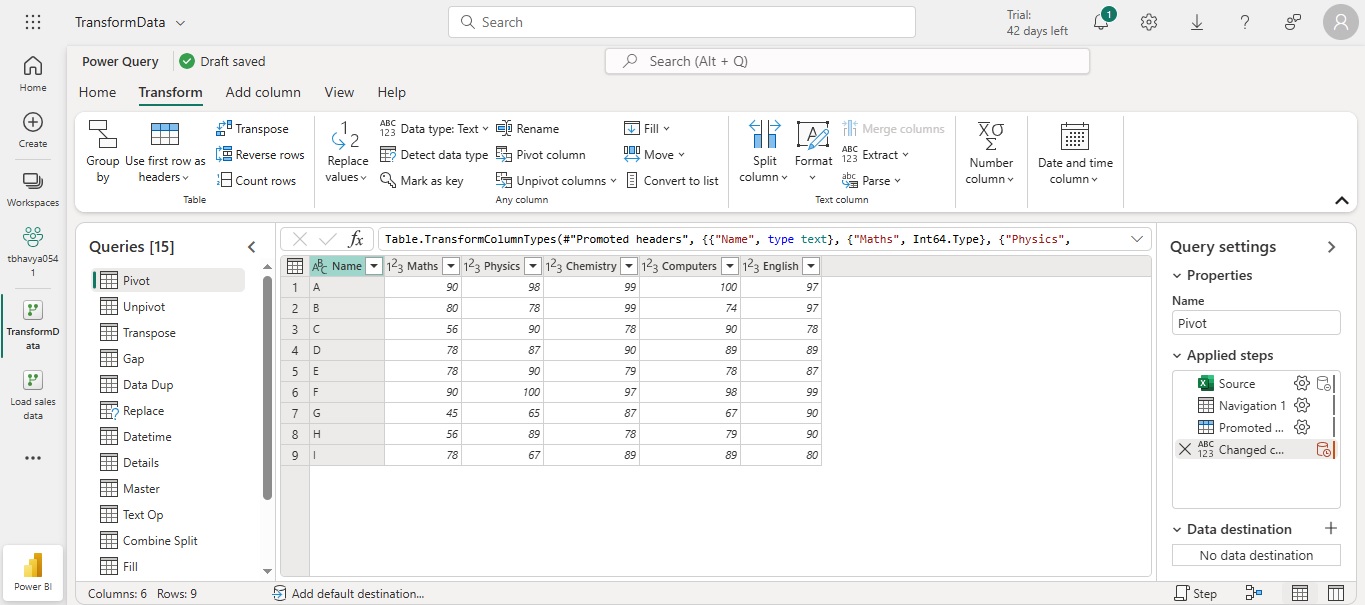 TransformData
Search
Trial:
42 days left
1
Power Query
Draft saved
Search (Alt + Q)
Home
Transform
Add column
View
Help
Group by
Use first row as headers
Transpose
Reverse rows
Count rows
Table
Replace values
Data type: Text
Detect data type
Mark as key
Rename
Pivot column
Unpivot columns
Fill
Move
Convert to list
Any column
Split column
Format
Merge columns
Extract
Parse
Text column
Number column
Date and time column
Home
Create
Workspaces
tbhavya054
1
TransformD
ata
Load sales
data
Power BI
Queries [15]
Pivot
Unpivot
Transpose
Gap
Data Dup
Replace
Datetime
Details
Master
Text Op
Combine Split
Fill
fx
Table.TransformColumnTypes(#"Promoted headers", {{"Name", type text}, {"Maths", Int64.Type}, {"Physics",
Name Maths Physics Chemistry Computers English
1 A 90 98 99 100 97
2 B 80 78 99 74 97
3 C 56 90 78 90 78
4 D 78 87 90 89 89
5 E 78 90 79 78 87
6 F 90 100 97 98 99
7 G 45 65 87 67 90
8 H 56 89 78 79 90
9 I 78 67 89 89 80
Query settings
Properties
Name
Pivot
Applied steps
Source
Navigation 1
Promoted ...
Changed c...
Data destination
No data destination
Columns: 6 Rows: 9
Add default destination...
Step